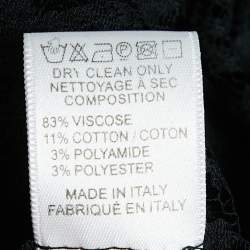 DRY CLEAN ONLY
NETTOYAGE À SEC
COMPOSITION
83% VISCOSE
11% COTTON / COTON
3% POLYAMIDE
3% POLYESTER
MADE IN ITALY
FABRIQUÉ EN ITALY